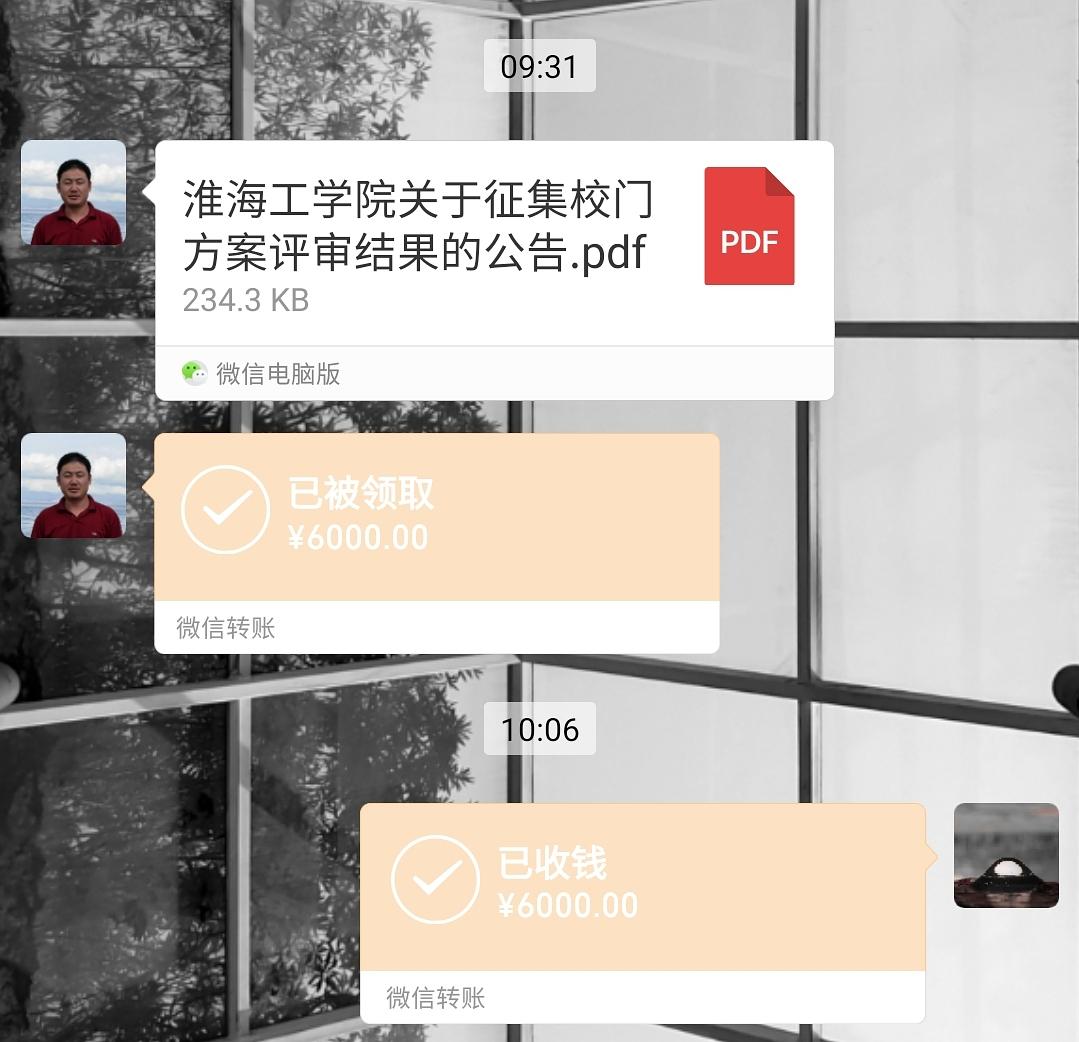 09:31
淮海工学院关于征集校门
方案评审结果的公告.pdf
PDF
234.3 KB
微信电脑版
已被领取
¥6000.00
微信转账
10:06
已收钱
¥6000.00
微信转账